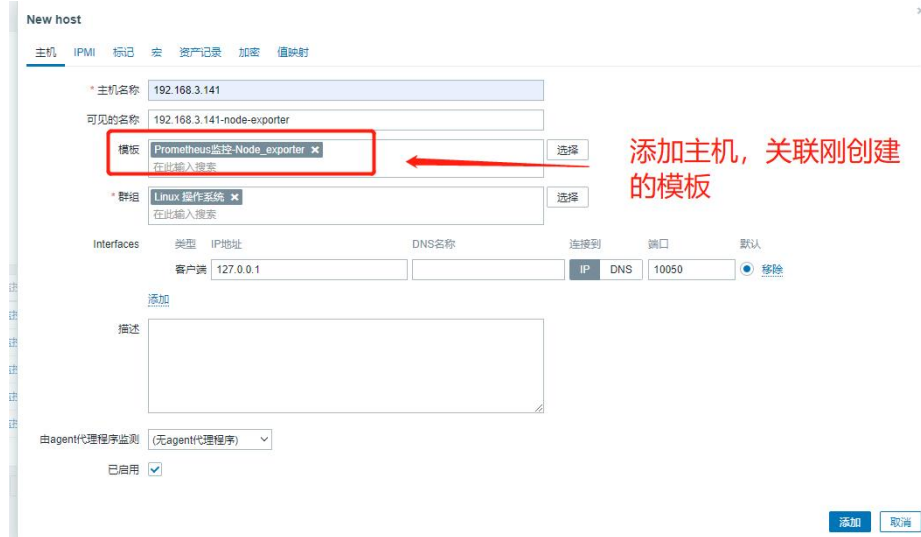 New host
主机 IPMI 标记 宏 资产记录 加密 值映射
* 主机名称 192.168.3.141
可见的名称 192.168.3.141-node-exporter
模板 Prometheus监控-Node_exporter × 选择
在此输入搜索
添加主机，关联刚创建
的模板
* 群组 Linux 操作系统 × 选择
在此输入搜索
Interfaces 类型 IP地址 DNS名称 连接到 端口 默认
客户端 127.0.0.1 IP DNS 10050 移除
添加
描述
由agent代理程序监测 (无agent代理程序)
已启用
添加 取消